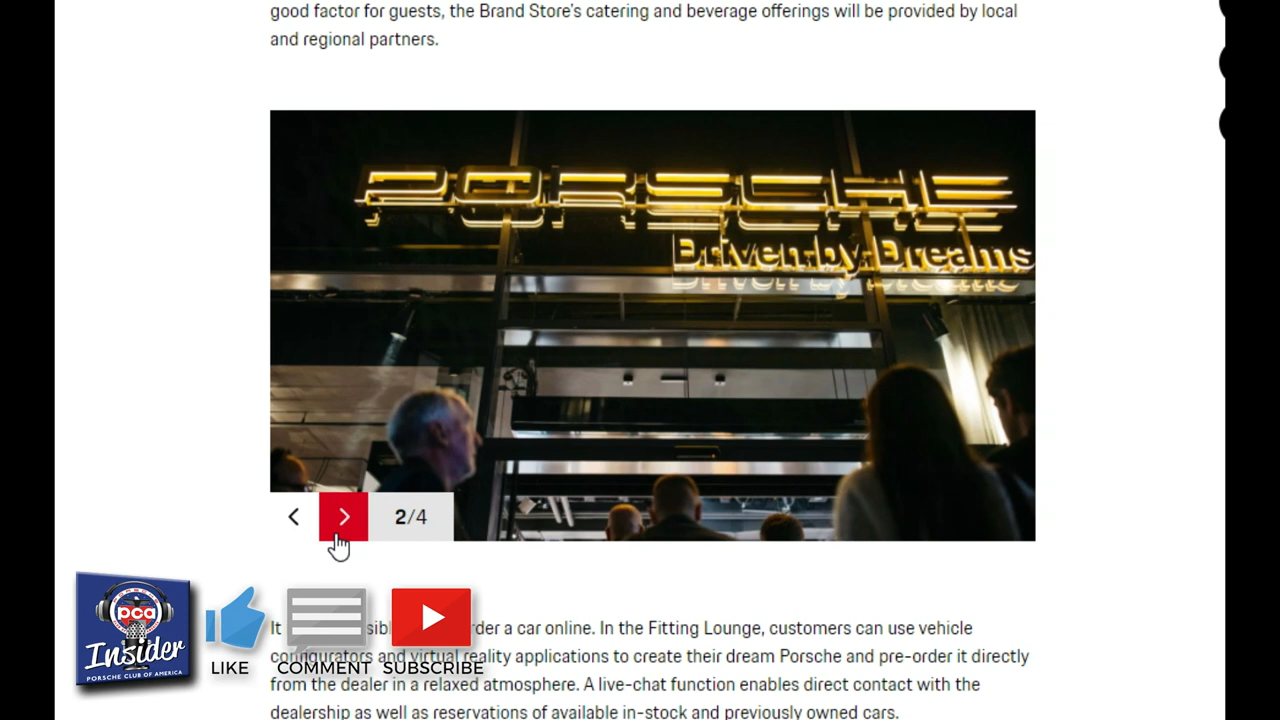 good factor for guests, the Brand Store's catering and beverage offerings will be provided by local
and regional partners.
PORSCHE
Driven by Dreams
2/4
It order a car online. In the Fitting Lounge, customers can use vehicle
configurators and virtual reality applications to create their dream Porsche and pre-order it directly
from the dealer in a relaxed atmosphere. A live-chat function enables direct contact with the
dealership as well as reservations of available in-stock and previously owned cars.
pca
Insider
PORSCHE CLUB OF AMERICA
LIKE
COMMENT
SUBSCRIBE